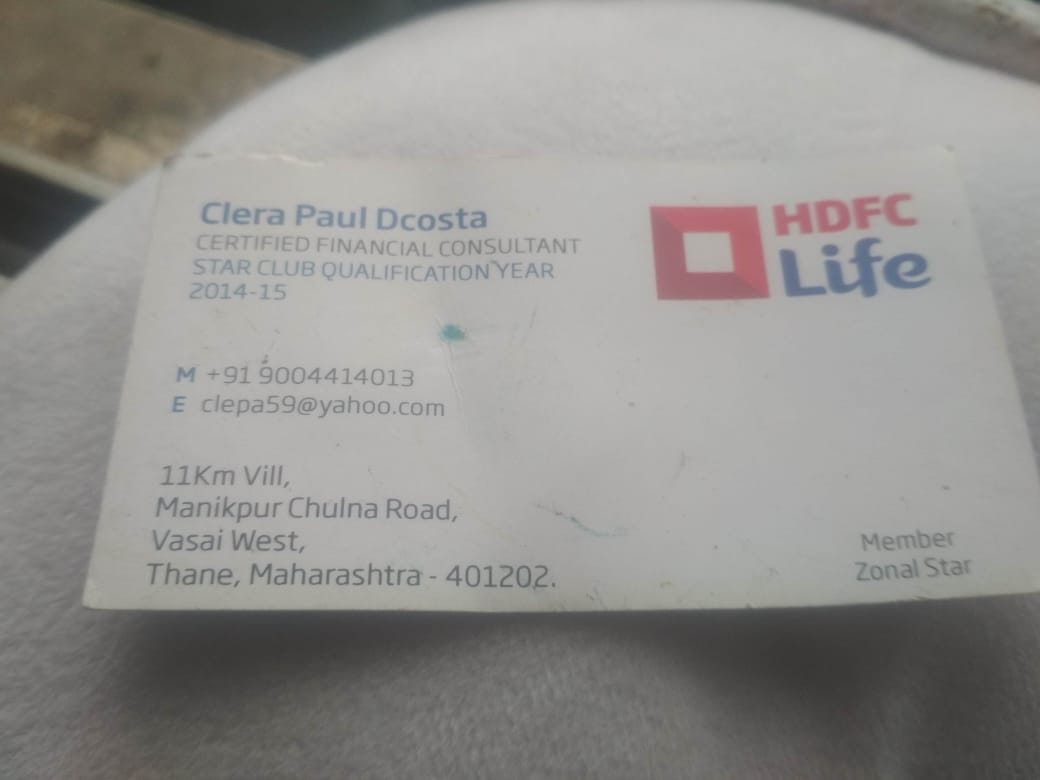 Clera Paul Dcosta
CERTIFIED FINANCIAL CONSULTANT
STAR CLUB QUALIFICATION YEAR
2014-15
HDFC
Life
M +91 9004414013
E clepa59@yahoo.com
11Km Vill,
Manikpur Chulna Road,
Vasai West,
Thane, Maharashtra - 401202.
Member
Zonal Star